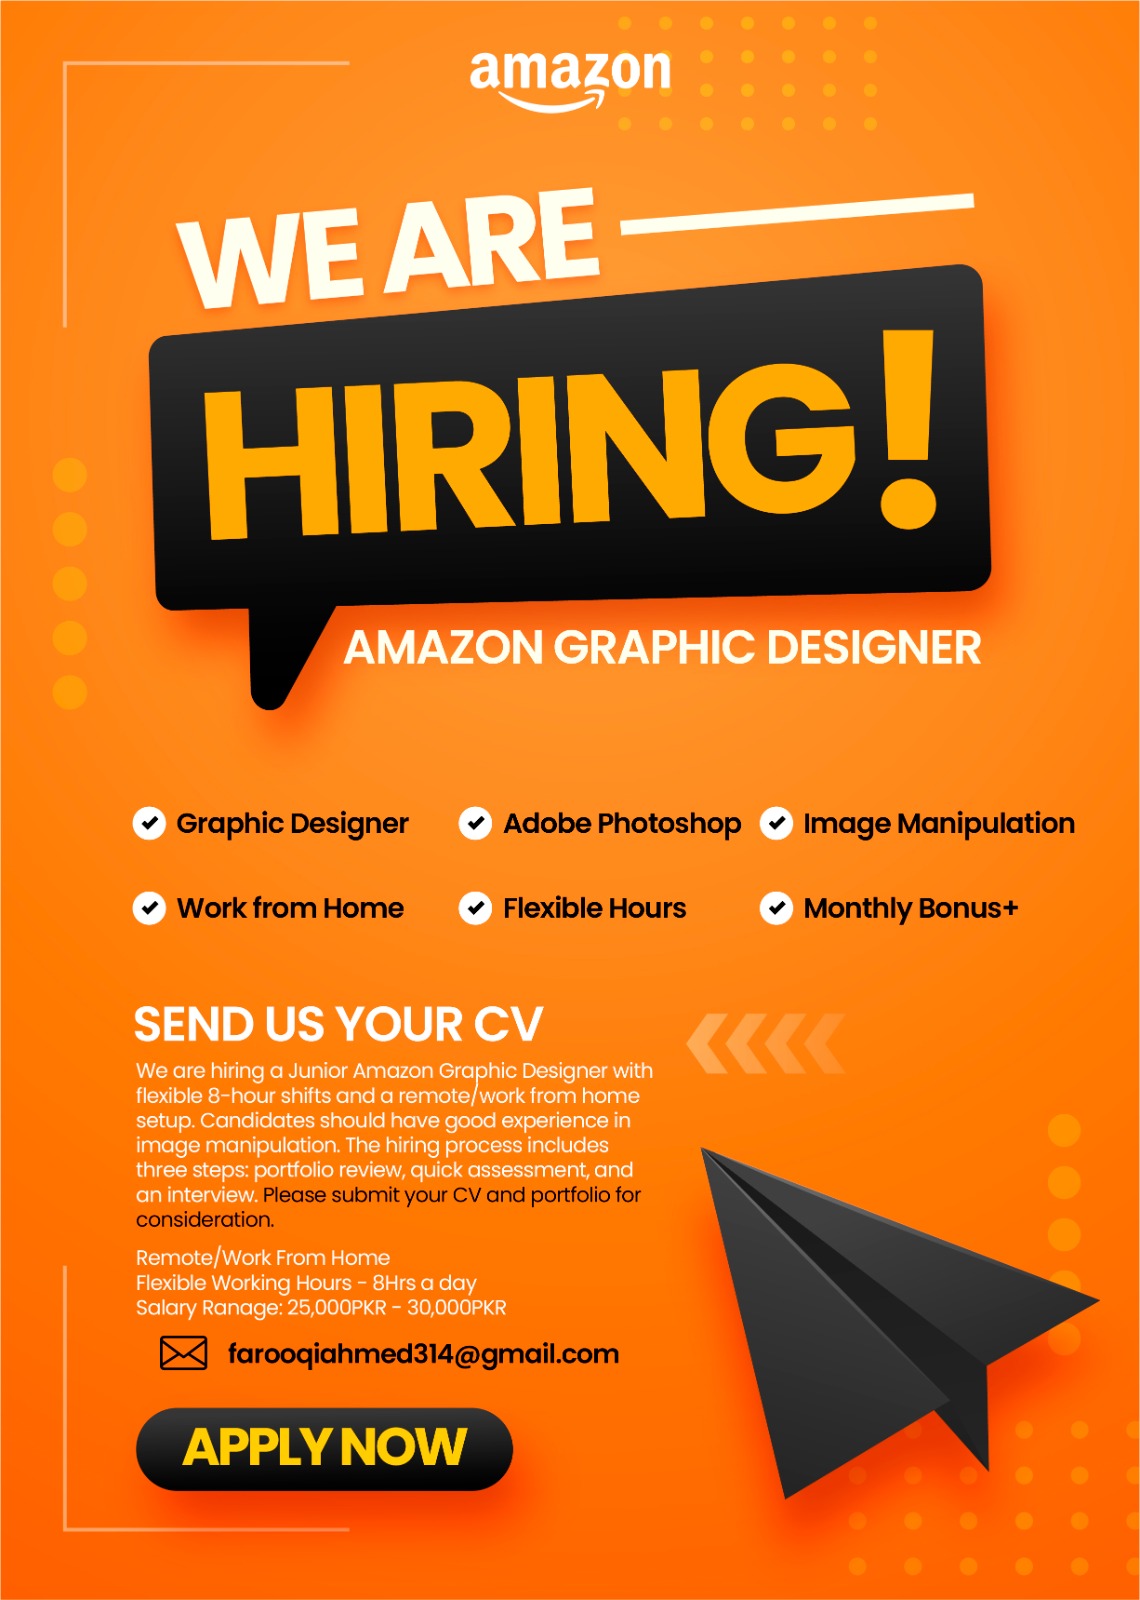 amazon
WE ARE
HIRING!
AMAZON GRAPHIC DESIGNER
Graphic Designer
Adobe Photoshop
Image Manipulation
Work from Home
Flexible Hours
Monthly Bonus+
SEND US YOUR CV
We are hiring a Junior Amazon Graphic Designer with
flexible 8-hour shifts and a remote/work from home
setup. Candidates should have good experience in
image manipulation. The hiring process includes
three steps: portfolio review, quick assessment, and
an interview. Please submit your CV and portfolio for
consideration.
Remote/Work From Home
Flexible Working Hours - 8Hrs a day
Salary Ranage: 25,000PKR - 30,000PKR
farooqiahmed314@gmail.com
APPLY NOW